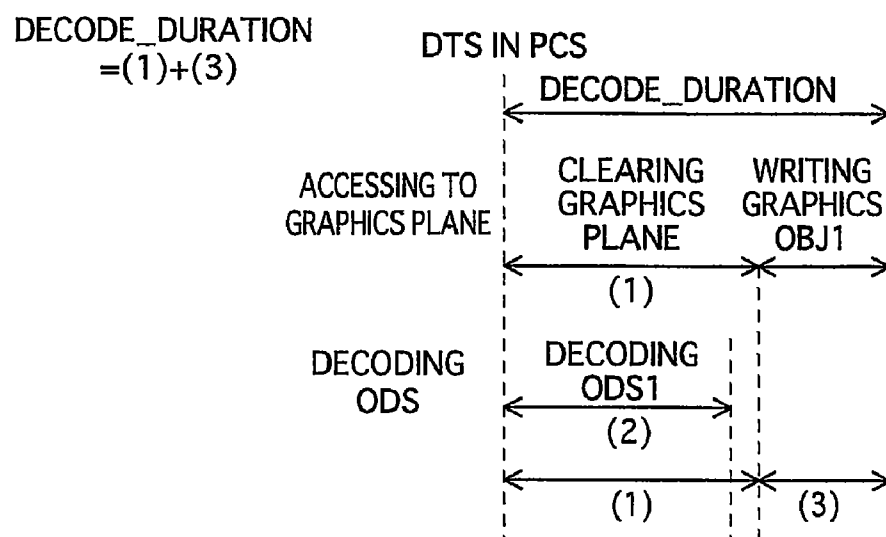 DECODE_DURATION
=(1)+(3)
DTS IN PCS
DECODE_DURATION
ACCESSING TO
GRAPHICS PLANE
CLEARING
GRAPHICS
PLANE
(1)
WRITING
GRAPHICS
OBJ1
DECODING
ODS
DECODING
ODS1
(2)
(1)
(3)